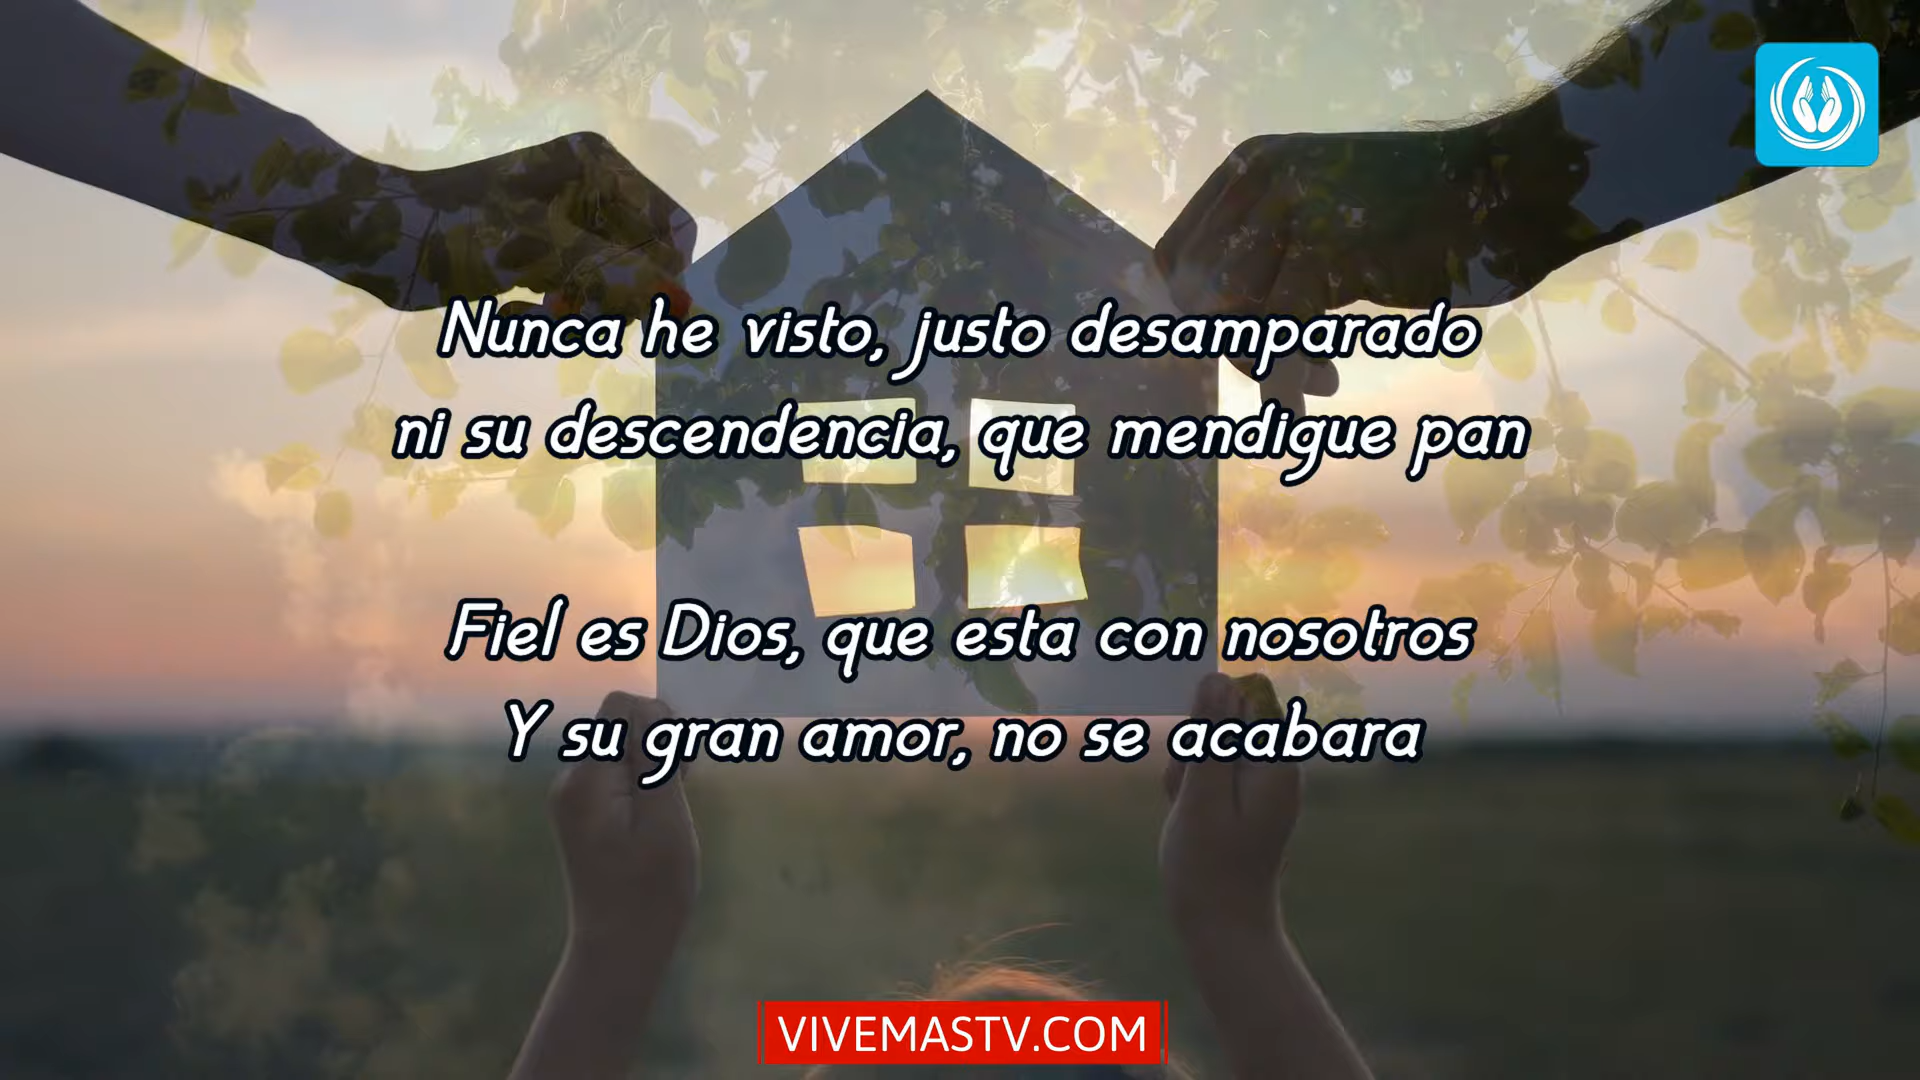 Nunca he visto, justo desamparado
ni su descendencia, que mendigue pan
Fiel es Dios, que esta con nosotros
Y su gran amor, no se acabara
VIVEMASTV.COM